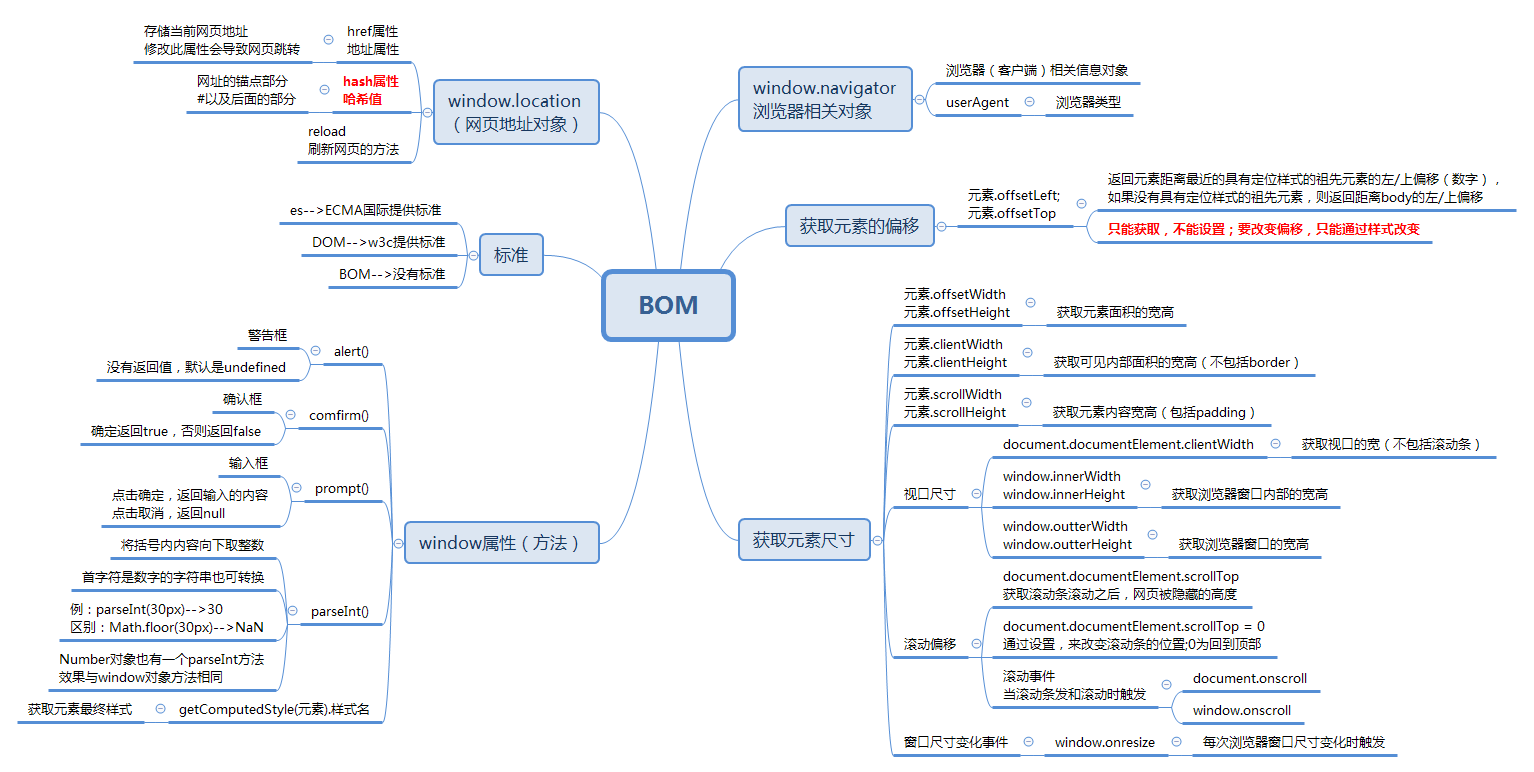 BOM
window.location
（网页地址对象）
href属性
地址属性
存储当前网页地址
修改此属性会导致网页跳转
hash属性
哈希值
网址的锚点部分
#以及后面的部分
reload
刷新网页的方法
标准
es-->ECMA国际提供标准
DOM-->w3c提供标准
BOM-->没有标准
window属性（方法）
alert()
警告框
没有返回值，默认是undefined
comfirm()
确认框
确定返回true，否则返回false
prompt()
输入框
点击确定，返回输入的内容
点击取消，返回null
parseInt()
将括号内内容向下取整数
首字符是数字的字符串也可转换
例：parseInt(30px)-->30
区别：Math.floor(30px)-->NaN
Number对象也有一个parseInt方法
效果与window对象方法相同
getComputedStyle(元素).样式名
获取元素最终样式
window.navigator
浏览器相关对象
浏览器（客户端）相关信息对象
userAgent
浏览器类型
获取元素的偏移
元素.offsetLeft;
元素.offsetTop
返回元素距离最近的具有定位样式的祖先元素的左/上偏移（数字），
如果没有具有定位样式的祖先元素，则返回距离body的左/上偏移
只能获取，不能设置；要改变偏移，只能通过样式改变
获取元素尺寸
元素.offsetWidth
元素.offsetHeight
获取元素面积的宽高
元素.clientWidth
元素.clientHeight
获取可见内部面积的宽高（不包括border）
元素.scrollWidth
元素.scrollHeight
获取元素内容宽高（包括padding）
视口尺寸
document.documentElement.clientWidth
获取视口的宽（不包括滚动条）
window.innerWidth
window.innerHeight
获取浏览器窗口内部的宽高
window.outterWidth
window.outterHeight
获取浏览器窗口的宽高
滚动偏移
document.documentElement.scrollTop
获取滚动条滚动之后，网页被隐藏的高度
document.documentElement.scrollTop = 0
通过设置，来改变滚动条的位置;0为回到顶部
滚动事件
当滚动条发和滚动时触发
document.onscroll
window.onscroll
窗口尺寸变化事件
window.onresize
每次浏览器窗口尺寸变化时触发